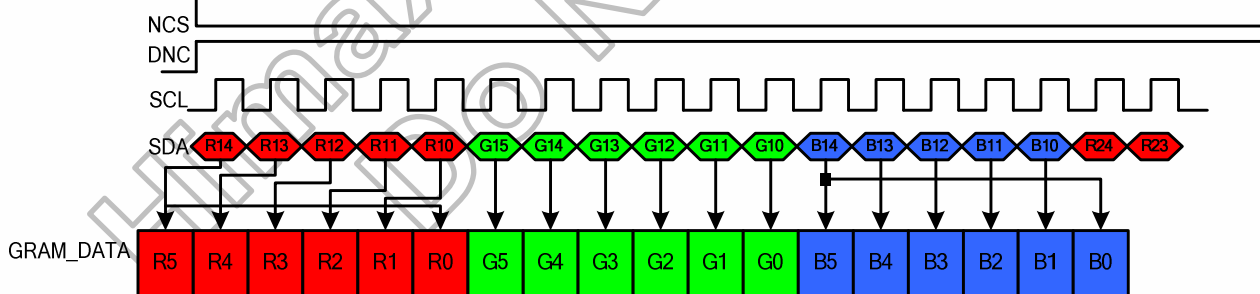 NCS
DNC
SCL
SDA R14 R13 R12 R11 R10 G15 G14 G13 G12 G11 G10 B14 B13 B12 B11 B10 R24 R23
GRAM_DATA R5 R4 R3 R2 R1 R0 G5 G4 G3 G2 G1 G0 B5 B4 B3 B2 B1 B0
Himax
Do